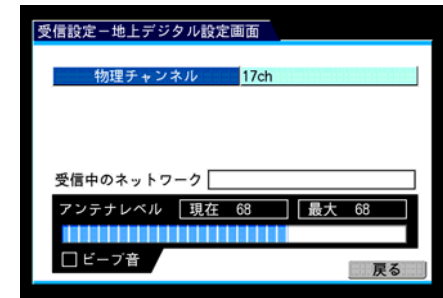 受信設定－地上デジタル設定画面
物理チャンネル 17ch
受信中のネットワーク
アンテナレベル 現在 68 最大 68
ビープ音
戻る